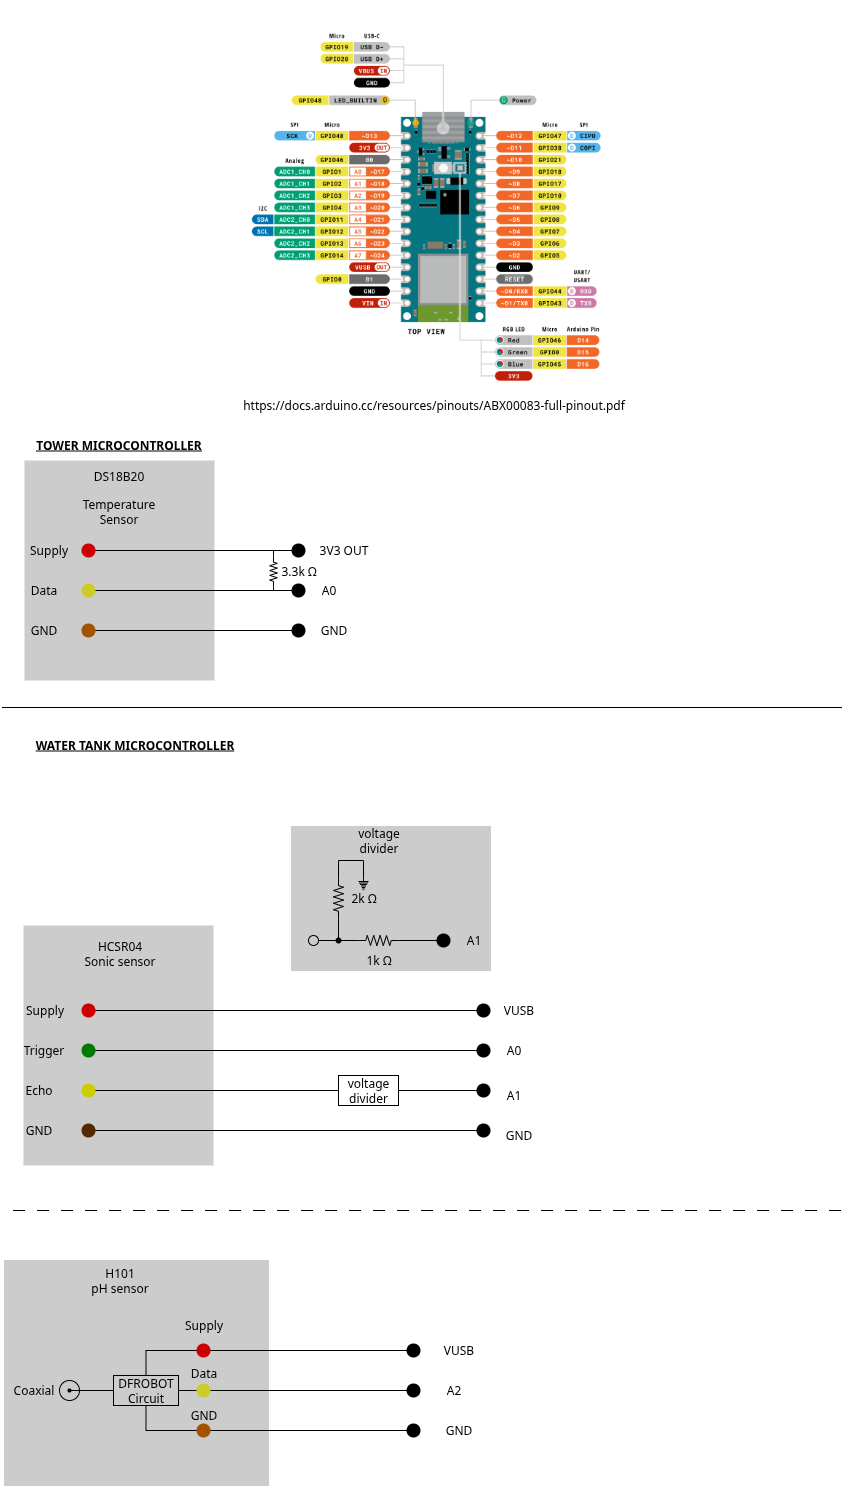 Micro USB-C
GPIO19 USB D-
GPIO20 USB D+
VBUS IN
GND
GPIO48 LED_BUILTIN
Power
SPI Micro
SCK GPIO48 ~D13
3V3 OUT
Analog GPIO46 B0
ADC1_CH0 GPIO1 A0 ~D17
ADC1_CH1 GPIO2 A1 ~D18
ADC1_CH2 GPIO3 A2 ~D19
I2C
ADC1_CH3 GPIO4 A3 ~D20
SDA ADC2_CH0 GPIO11 A4 ~D21
SCL ADC2_CH1 GPIO12 A5 ~D22
ADC2_CH2 GPIO13 A6 ~D23
ADC2_CH3 GPIO14 A7 ~D24
VUSB OUT
GPIO0 B1
GND
VIN IN
Micro SPI
~D12 GPIO47 CIPO
~D11 GPIO38 COPI
~D10 GPIO21
~D9 GPIO18
~D8 GPIO17
~D7 GPIO10
~D6 GPIO9
~D5 GPIO8
~D4 GPIO7
~D3 GPIO6
~D2 GPIO5
GND
UART/
USART
RESET
~D0/RX0 GPIO44 RX0
~D1/TX0 GPIO43 TX0
TOP VIEW
RGB LED Micro Arduino Pin
Red GPIO46 D14
Green GPIO0 D15
Blue GPIO45 D16
3V3
https://docs.arduino.cc/resources/pinouts/ABX00083-full-pinout.pdf
TOWER MICROCONTROLLER
DS18B20
Temperature
Sensor
Supply 3V3 OUT
3.3k Ω
Data A0
GND GND
WATER TANK MICROCONTROLLER
voltage
divider
2k Ω
A1
1k Ω
HCSR04
Sonic sensor
Supply VUSB
Trigger A0
Echo voltage
divider A1
GND GND
H101
pH sensor
Supply
VUSB
Data
Coaxial DFROBOT
Circuit A2
GND
GND